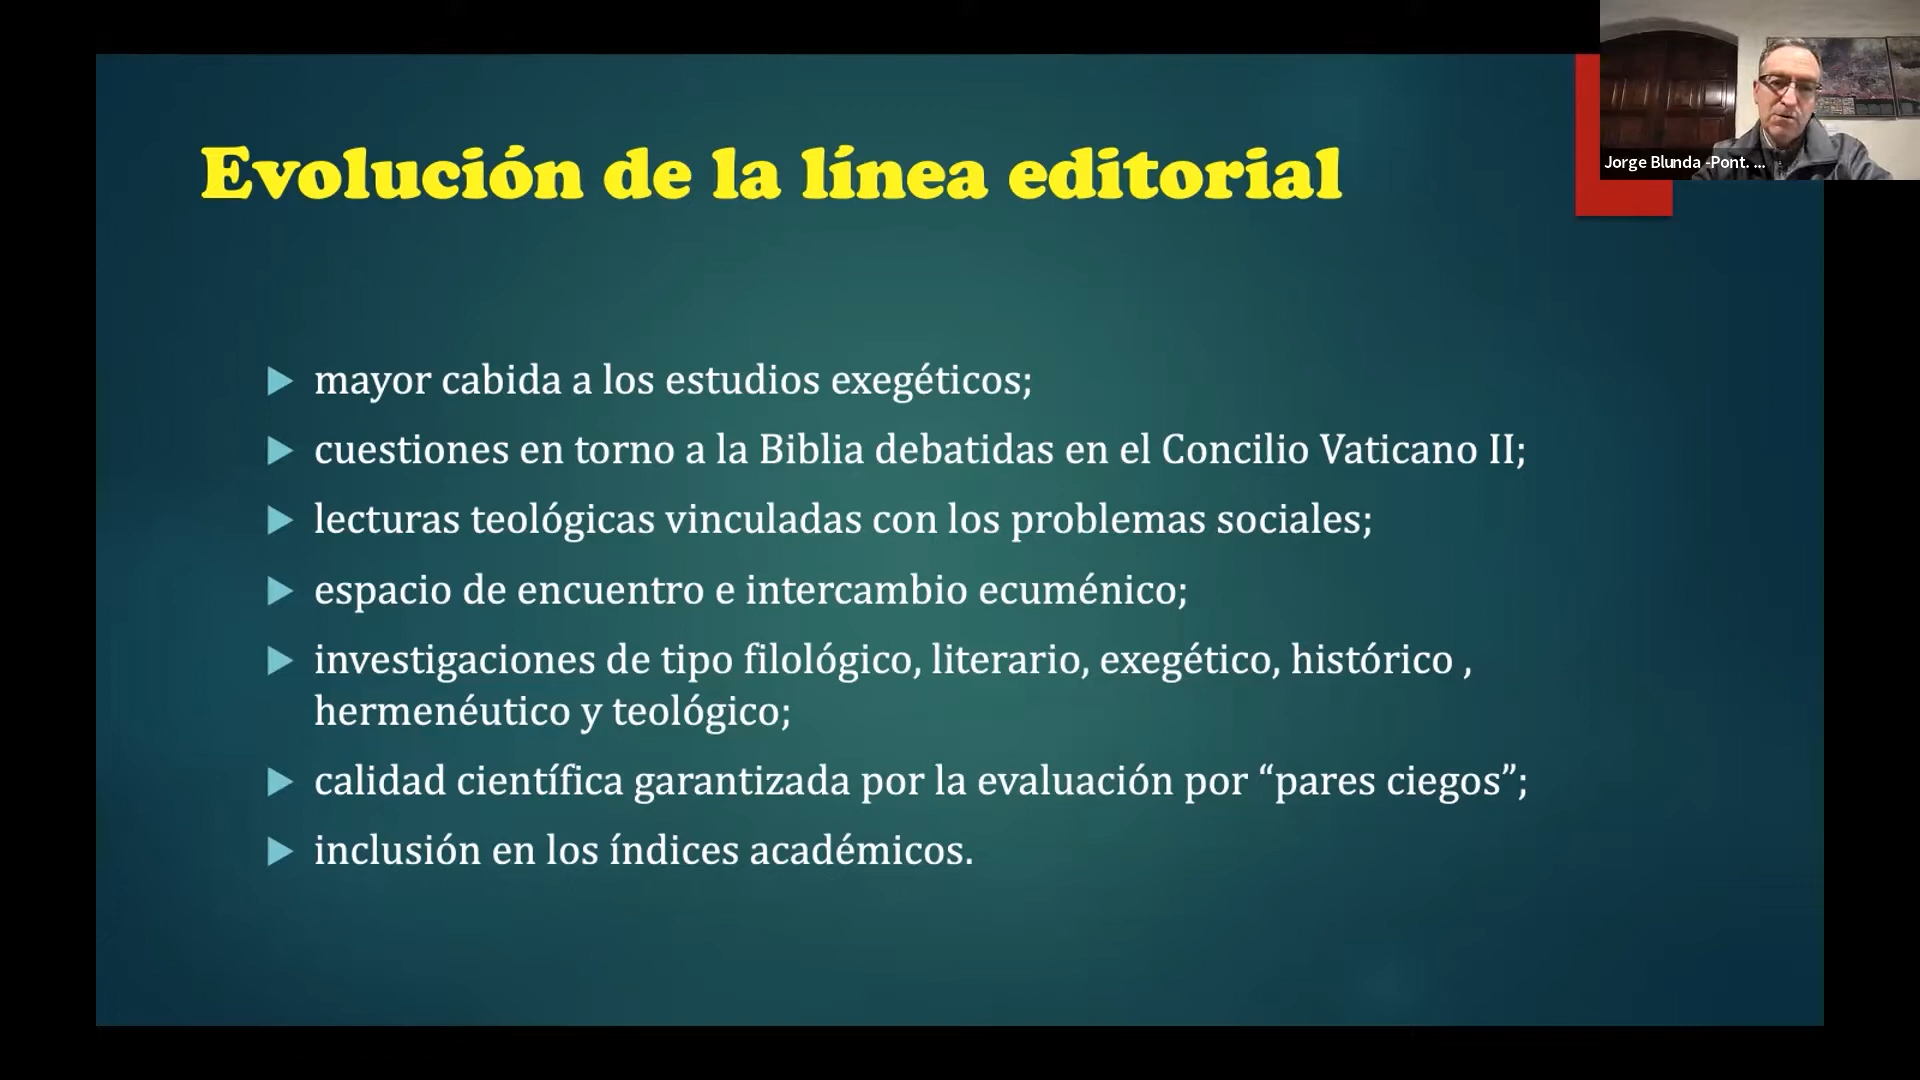 Jorge Blunda -Pont. ...
Evolución de la línea editorial
mayor cabida a los estudios exegéticos;
cuestiones en torno a la Biblia debatidas en el Concilio Vaticano II;
lecturas teológicas vinculadas con los problemas sociales;
espacio de encuentro e intercambio ecuménico;
investigaciones de tipo filológico, literario, exegético, histórico ,
hermenéutico y teológico;
calidad científica garantizada por la evaluación por “pares ciegos”;
inclusión en los índices académicos.